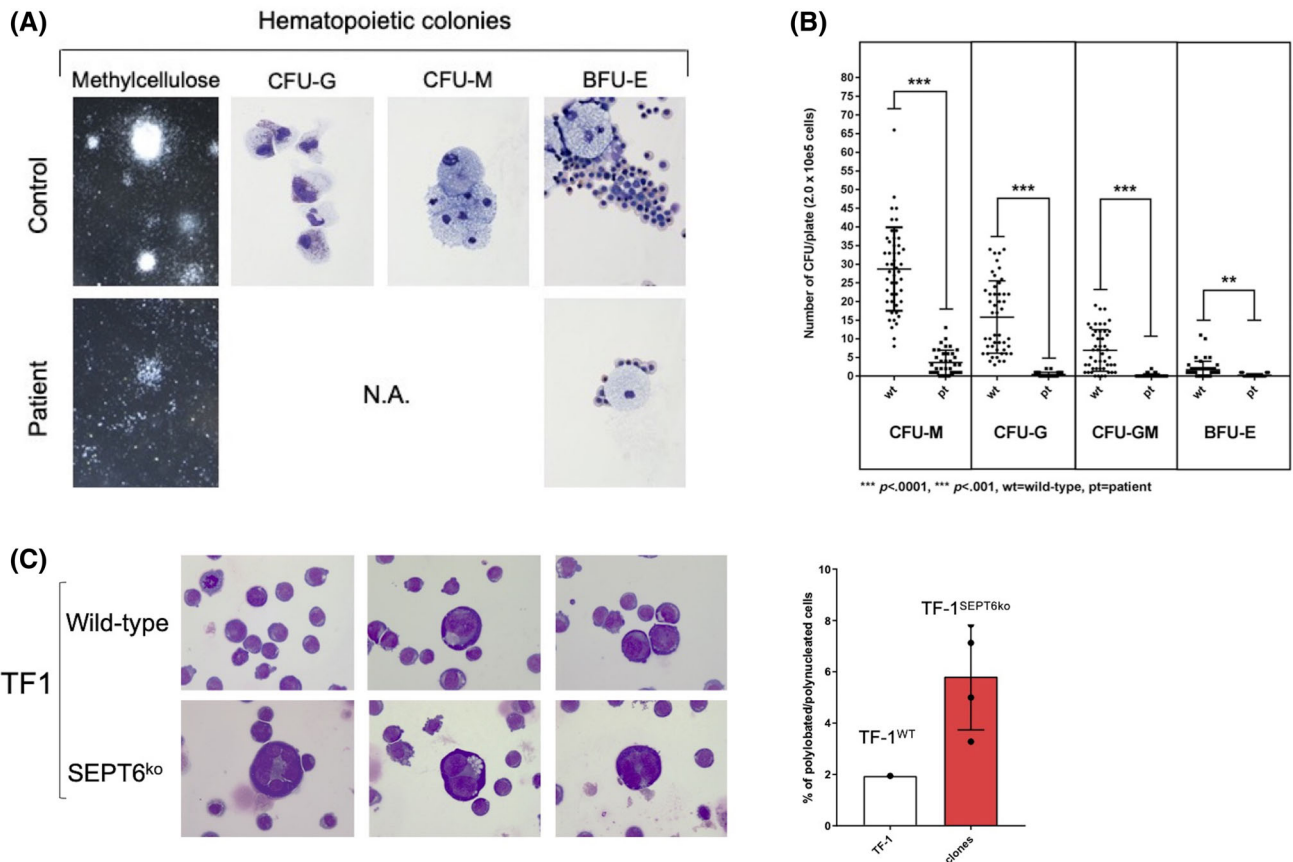 (A)
Hematopoietic colonies
Methylcellulose CFU-G CFU-M BFU-E
Control
Patient
N.A.
(B)
Number of CFU/plate (2.0 x 10e5 cells)
80
75
70
65
60
55
50
45
40
35
30
25
20
15
10
5
0
***
***
***
**
wt pt wt pt wt pt wt pt
CFU-M CFU-G CFU-GM BFU-E
*** p<.0001, *** p<.001, wt=wild-type, pt=patient
(C)
TF1
Wild-type
SEPT6ko
% of polylobated/polynucleated cells
10
8
6
4
2
0
TF-1WT
TF-1SEPT6ko
TF-1
clones